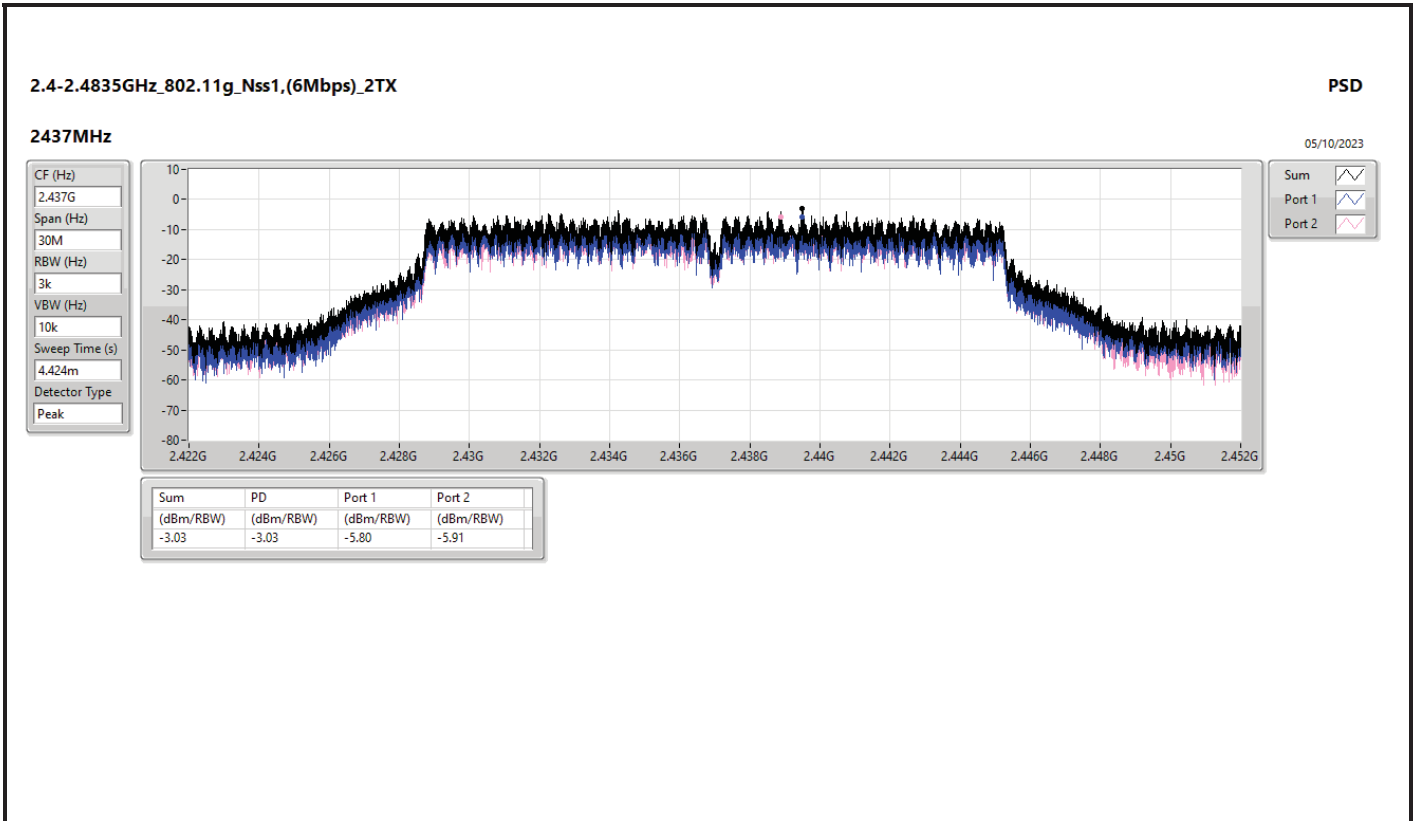 2.4-2.4835GHz_802.11g_Nss1,(6Mbps)_2TX PSD
2437MHz
05/10/2023
CF (Hz)
2.437G
Span (Hz)
30M
RBW (Hz)
3k
VBW (Hz)
10k
Sweep Time (s)
4.424m
Detector Type
Peak
10
0
-10
-20
-30
-40
-50
-60
-70
-80
2.422G 2.424G 2.426G 2.428G 2.43G 2.432G 2.434G 2.436G 2.438G 2.44G 2.442G 2.444G 2.446G 2.448G 2.45G 2.452G
Sum
Port 1
Port 2
Sum PD Port 1 Port 2
(dBm/RBW) (dBm/RBW) (dBm/RBW) (dBm/RBW)
-3.03 -3.03 -5.80 -5.91